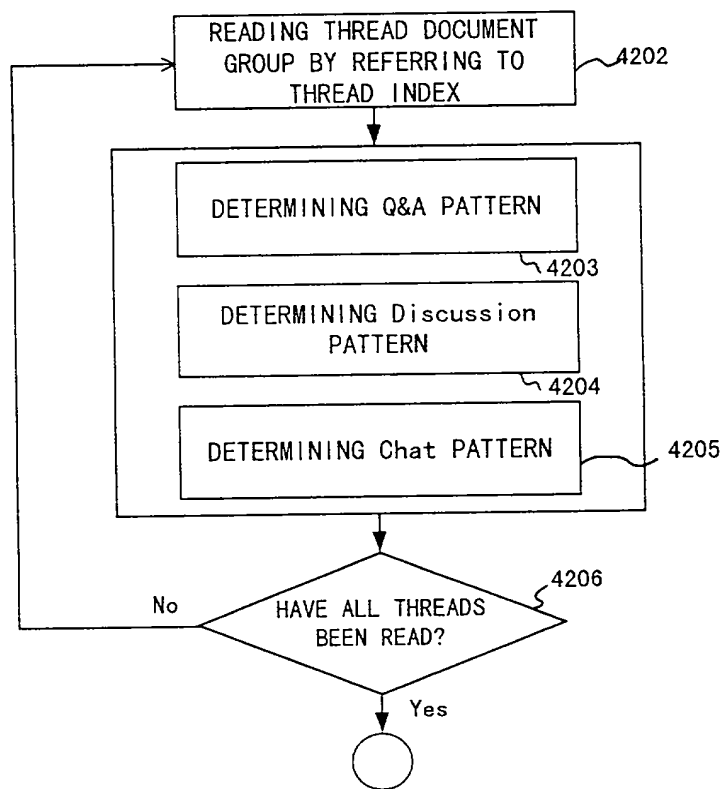 READING THREAD DOCUMENT
GROUP BY REFERRING TO
THREAD INDEX
4202
DETERMINING Q&A PATTERN
4203
DETERMINING Discussion
PATTERN
4204
DETERMINING Chat PATTERN
4205
4206
No
HAVE ALL THREADS
BEEN READ?
Yes